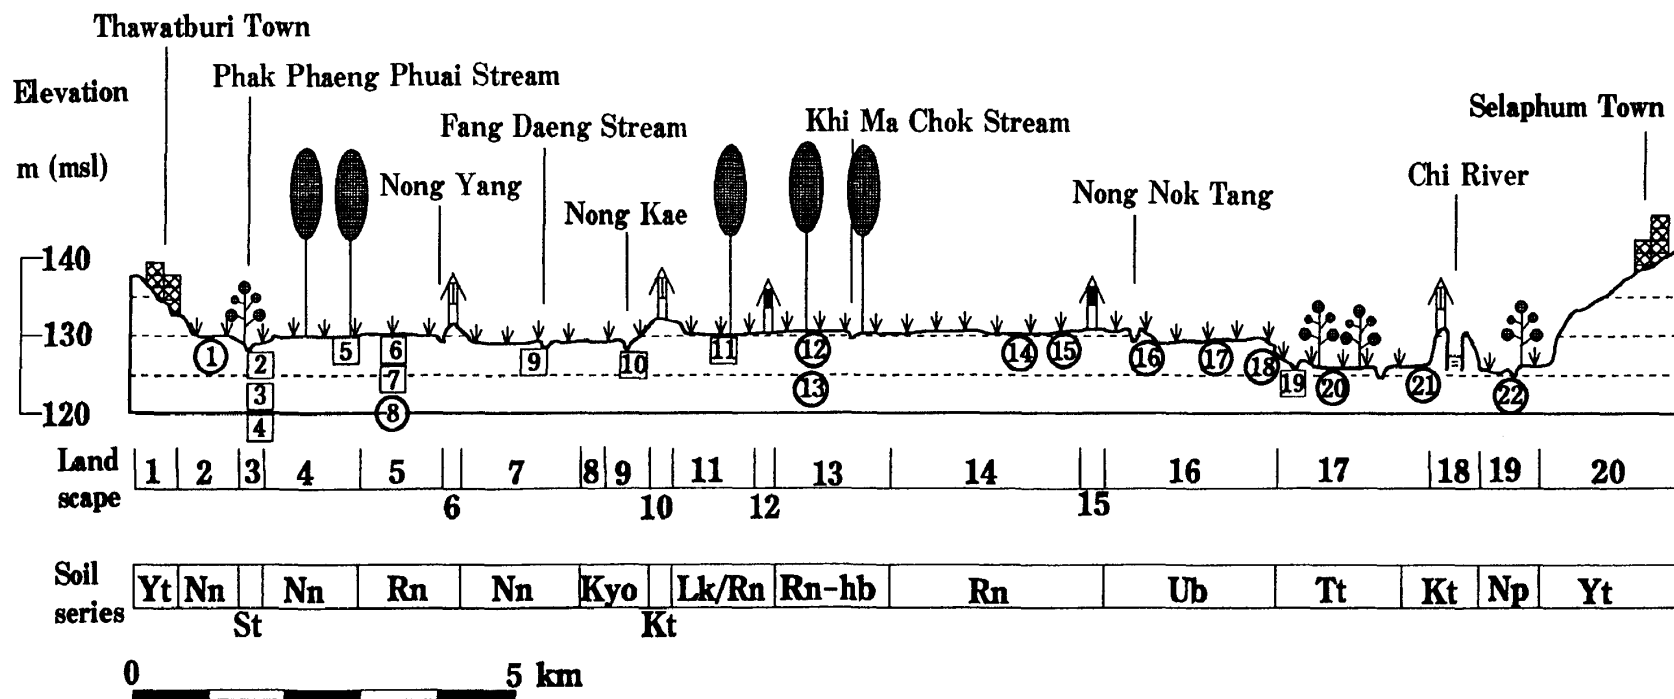 Thawatburi Town
Phak Phaeng Phuai Stream
Elevation
Selaphum Town
Fang Daeng Stream
Khi Ma Chok Stream
m (msl)
Nong Yang
Chi River
Nong Nok Tang
Nong Kae
140
130
120
1 2 3 4 5 6 7 8 9 10 11 12 13 14 15 16 17 18 19 20 21 22
Land 1 2 3 4 5 7 8 9 11 13 14 16 17 18 19 20
scape 6 10 12 15
Soil Yt Nn Nn Rn Nn Kyo Lk/Rn Rn-hb Rn Ub Tt Kt Np Yt
series St Kt
0 5 km